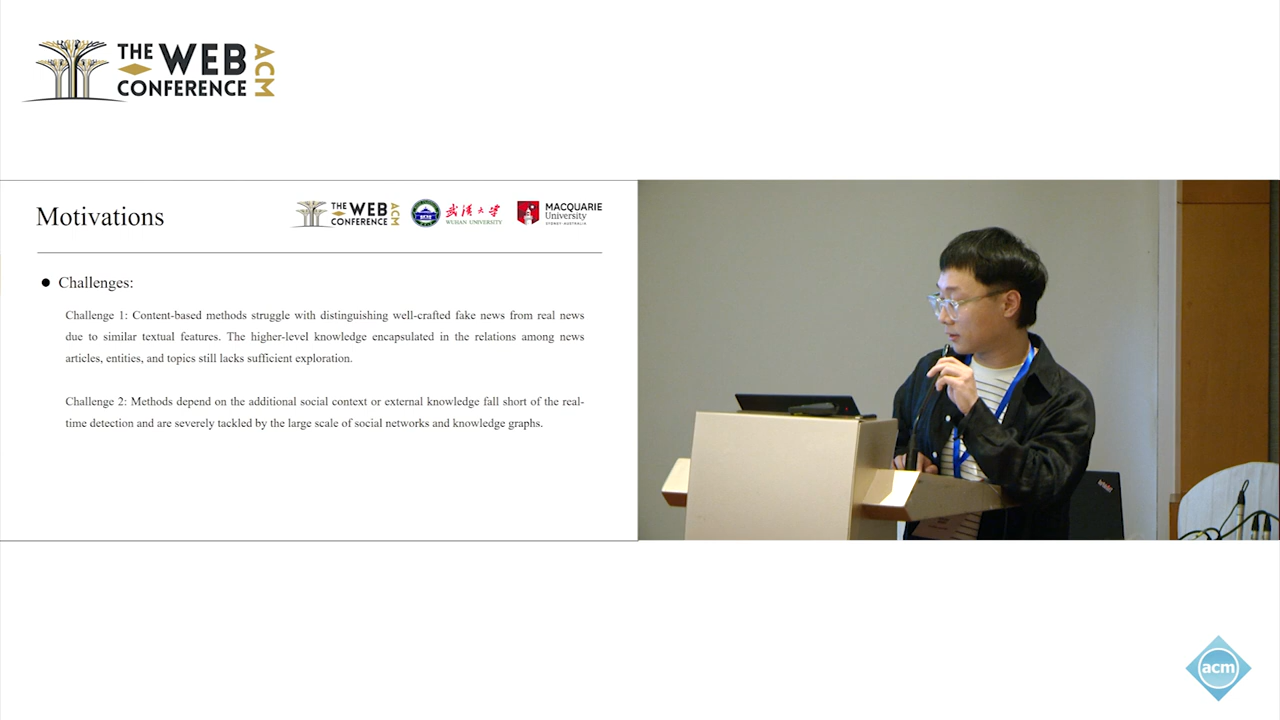 THE WEB
CONFERENCE
ACM
Motivations
THE WEB
CONFERENCE
ACM
武汉大学
WUHAN UNIVERSITY
MACQUARIE
University
SYDNEY·AUSTRALIA
Challenges:
Challenge 1: Content-based methods struggle with distinguishing well-crafted fake news from real news
due to similar textual features. The higher-level knowledge encapsulated in the relations among news
articles, entities, and topics still lacks sufficient exploration.
Challenge 2: Methods depend on the additional social context or external knowledge fall short of the real-
time detection and are severely tackled by the large scale of social networks and knowledge graphs.
acm